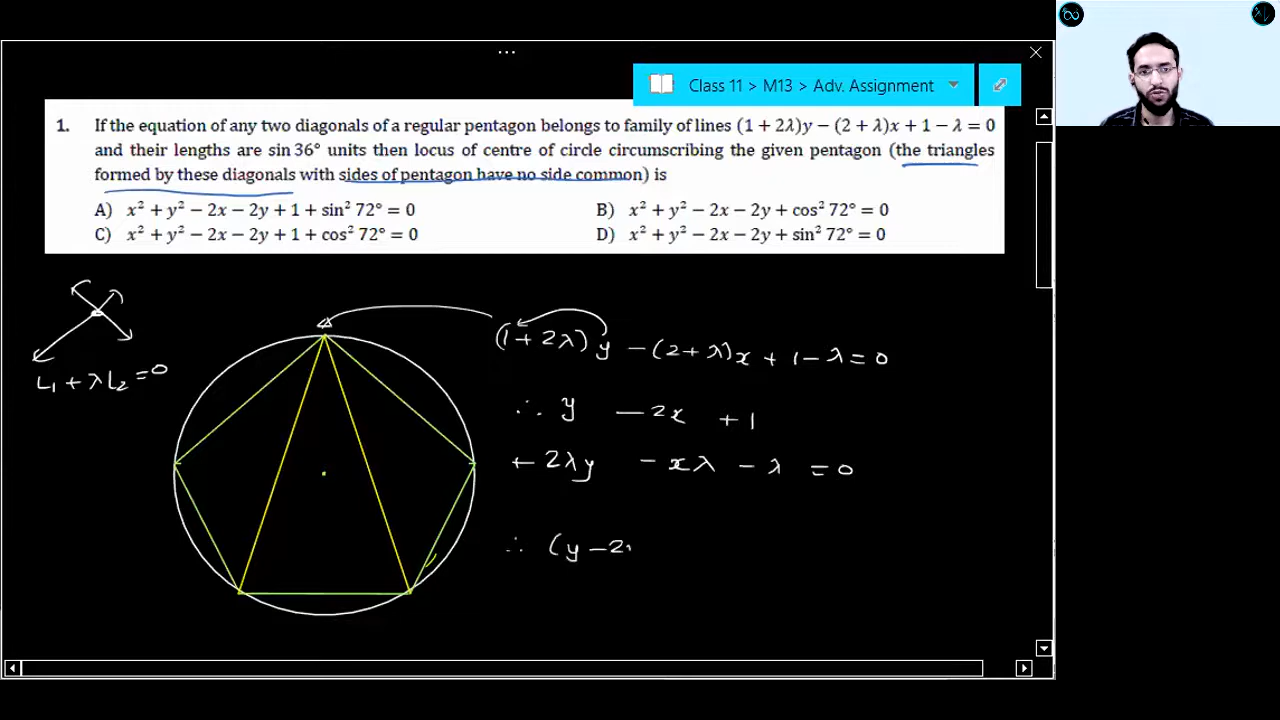 Class 11 > M13 > Adv. Assignment
1. If the equation of any two diagonals of a regular pentagon belongs to family of lines (1 + 2λ)y − (2 + λ)x + 1 − λ = 0
and their lengths are sin 36° units then locus of centre of circle circumscribing the given pentagon (the triangles
formed by these diagonals with sides of pentagon have no side common) is
A) x² + y² − 2x − 2y + 1 + sin² 72° = 0 B) x² + y² − 2x − 2y + cos² 72° = 0
C) x² + y² − 2x − 2y + 1 + cos² 72° = 0 D) x² + y² − 2x − 2y + sin² 72° = 0
L₁ + λL₂ = 0
(1 + 2λ)y − (2 + λ)x + 1 − λ = 0
∴ y − 2x + 1
+ 2λy − xλ − λ = 0
∴ (y − 2